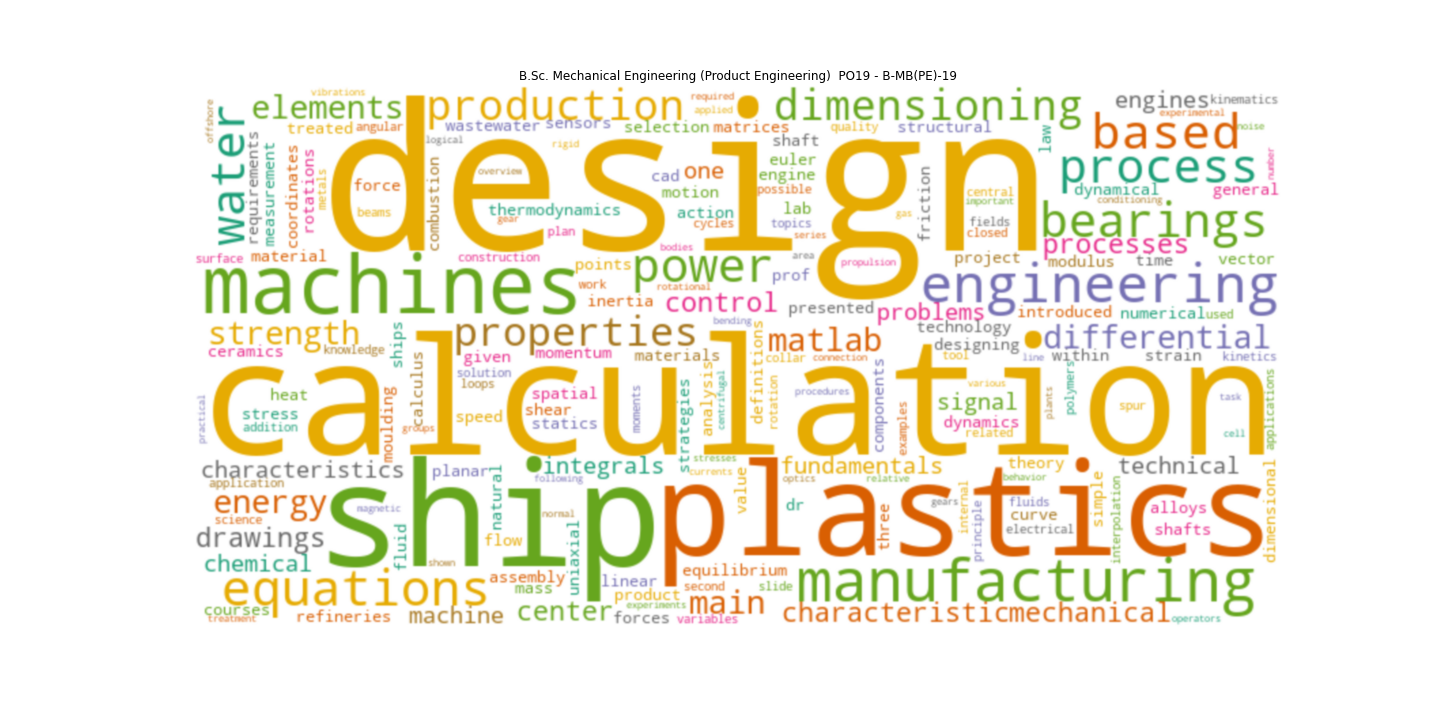 B.Sc. Mechanical Engineering (Product Engineering)  PO19 - B-MB(PE)-19
vibrations
offshore
elements
production
required
applied
dimensioning
engines
kinematics
experimental
water
treated
angular
wastewater
sensors
selection
matrices
quality
structural
law
based
noise
requirements
measurement
coordinates
rotations
metals
logical
rigid
shaft
design
combustion
overview
force
beams
cad
one
euler
engine
possible
motion
process
number
dynamical
general
conditioning
central
important
thermodynamics
gear
action
cycles
lab
topics
gas
friction
fields
closed
bearings
plan
series
surface
material
construction
bodies
points
power
area
prof
propulsion
processes
project
modulus
time
vector
machines
work
rotational
inertia
control
presented
engineering
problems
introduced
numerical
used
strength
ships
properties
bending
matlab
technology
designing
differential
ceramics
knowledge
given
momentum
materials
collar
connection
tool
line
within
strain
kinetics
calculus
solution
loops
definitions
calculation
heat
stress
addition
moulding
groups
practical
speed
spatial
shear
statics
moments
strategies
analysis
centrifugal
rotation
procedures
components
examples
various
signal
dynamics
related
plants
polymers
spur
task
cell
applications
characteristics
planar
integrals
stresses
currents
fundamentals
theory
behavior
technical
application
natural
following
value
optics
relative
simple
dimensional
energy
science
magnetic
ship
normal
plastics
dr
three
gears
internal
principle
fluids
curve
electrical
interpolation
alloys
shafts
drawings
fluid
flow
uniaxial
chemical
shown
equations
assembly
mass
linear
equilibrium
second
slide
manufacturing
product
courses
treatment
refineries
machine
center
experiments
forces
main
variables
characteristicmechanical
operators